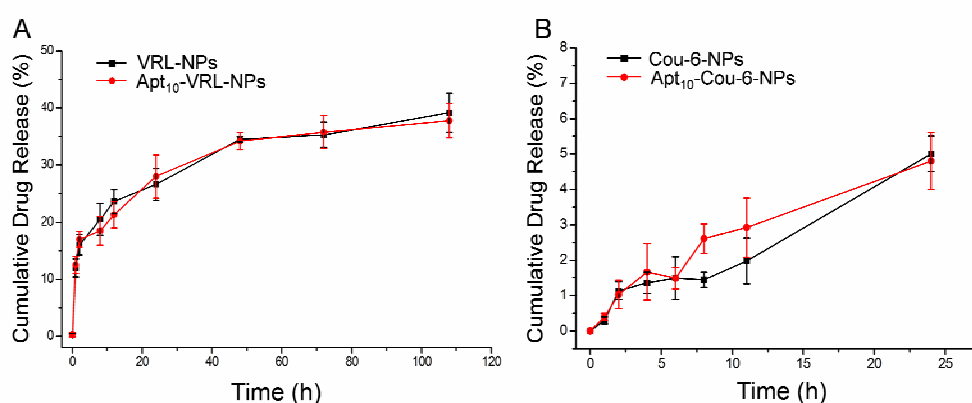 A
VRL-NPs
Apt10-VRL-NPs
Cumulative Drug Release (%)
50
40
30
20
10
0
0
20
40
60
80
100
120
Time (h)
B
Cou-6-NPs
Apt10-Cou-6-NPs
Cumulative Drug Release (%)
8
7
6
5
4
3
2
1
0
0
5
10
15
20
25
Time (h)